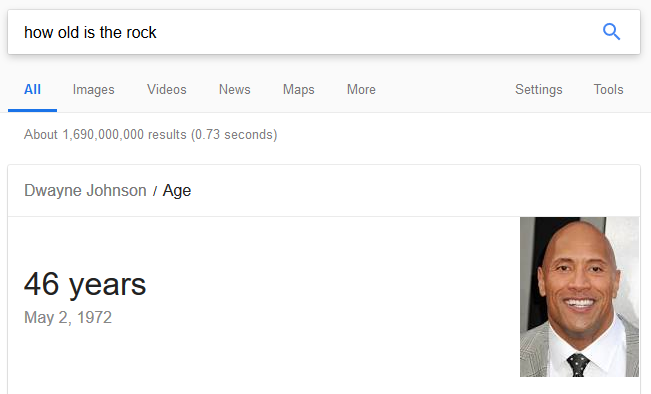 how old is the rock
All Images Videos News Maps More Settings Tools
About 1,690,000,000 results (0.73 seconds)
Dwayne Johnson / Age
46 years
May 2, 1972